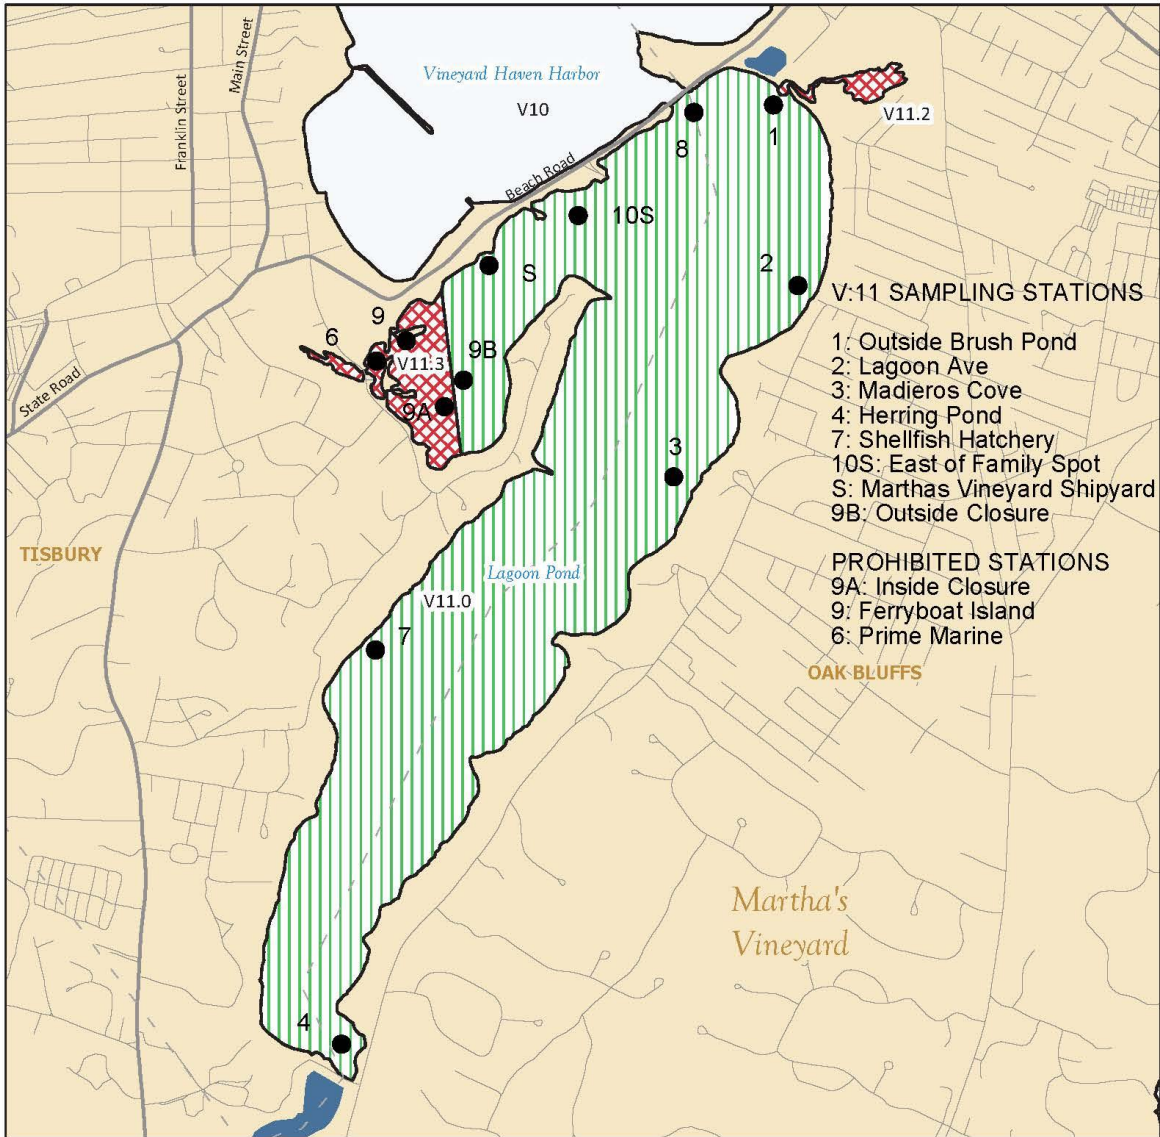 Franklin Street
Main Street
Vineyard Haven Harbor
V10
V11.2
8
1
Beach Road
10S
2
S
9
6
9B
V11.3
9A
State Road
V:11 SAMPLING STATIONS
1: Outside Brush Pond
2: Lagoon Ave
3: Madieros Cove
4: Herring Pond
7: Shellfish Hatchery
10S: East of Family Spot
S: Marthas Vineyard Shipyard
9B: Outside Closure
PROHIBITED STATIONS
9A: Inside Closure
9: Ferryboat Island
6: Prime Marine
3
TISBURY
Lagoon Pond
V11.0
7
OAK BLUFFS
Martha's
Vineyard
4